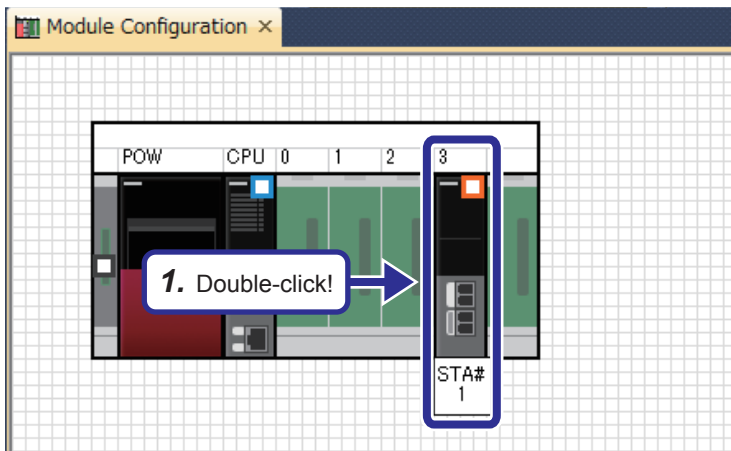 Module Configuration ×
POW CPU 0 1 2 3
1. Double-click!
STA#
1